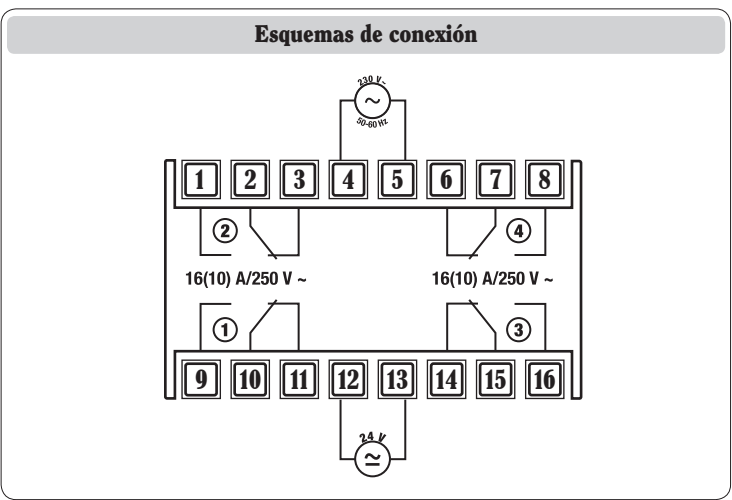 Esquemas de conexión
230 V~
~
50-60 Hz
1 2 3 4 5 6 7 8
2 4
16(10) A/250 V ~ 16(10) A/250 V ~
1 3
9 10 11 12 13 14 15 16
24 V
≃